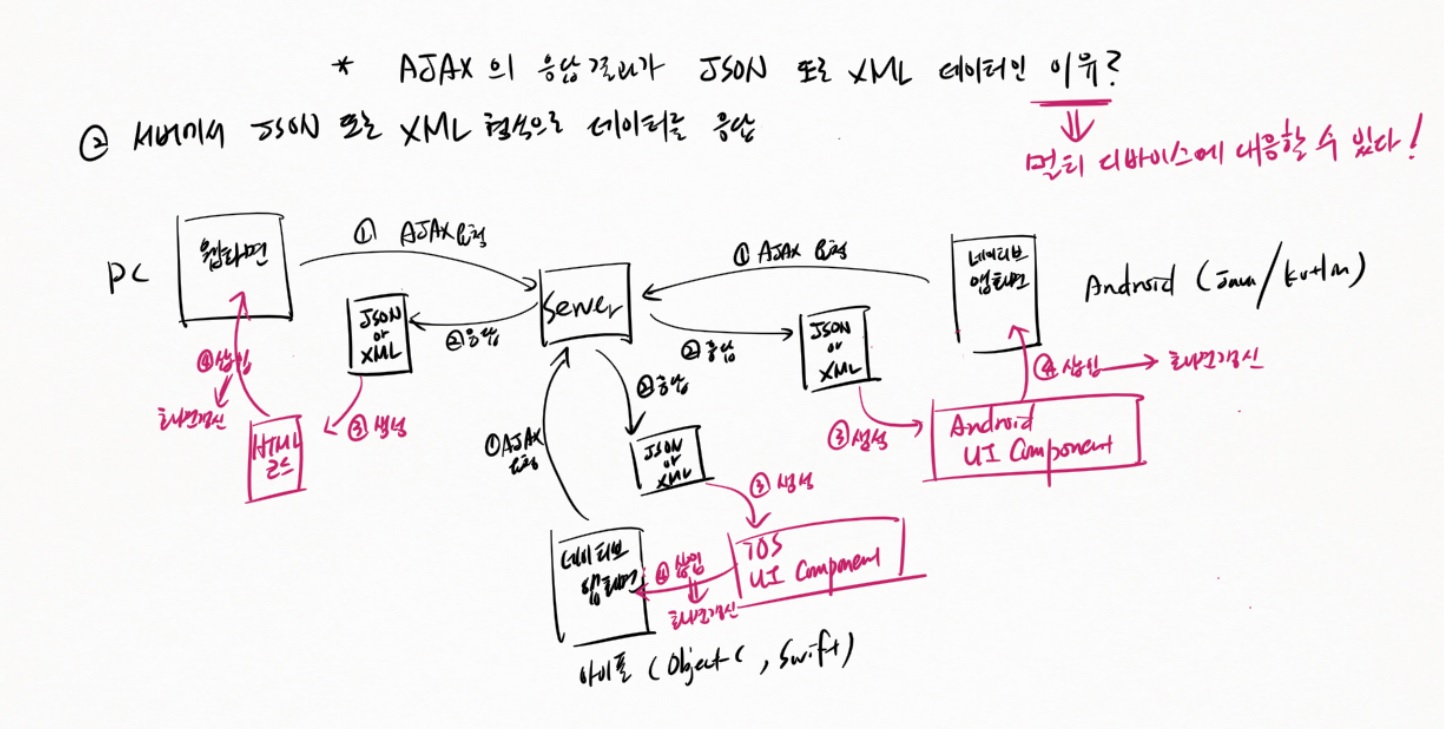 * AJAX 의 응답결과가 JSON 또는 XML 데이터인 이유?
② 서버에서 JSON 또는 XML 형식으로 데이터를 응답
멀티 디바이스에 대응할 수 있다!
PC
웹화면
① AJAX 요청
Server
② 응답
JSON
or
XML
③ 생성
HTML
코드
④ 삽입
화면갱신
① AJAX 요청
네이티브
앱화면
Android (Java/kotlin)
② 응답
JSON
or
XML
③ 생성
Android
UI Component
④ 삽입
화면갱신
① AJAX
요청
② 응답
JSON
or
XML
③ 생성
iOS
UI Component
④ 삽입
화면갱신
네이티브
앱화면
아이폰 (Object C, Swift)